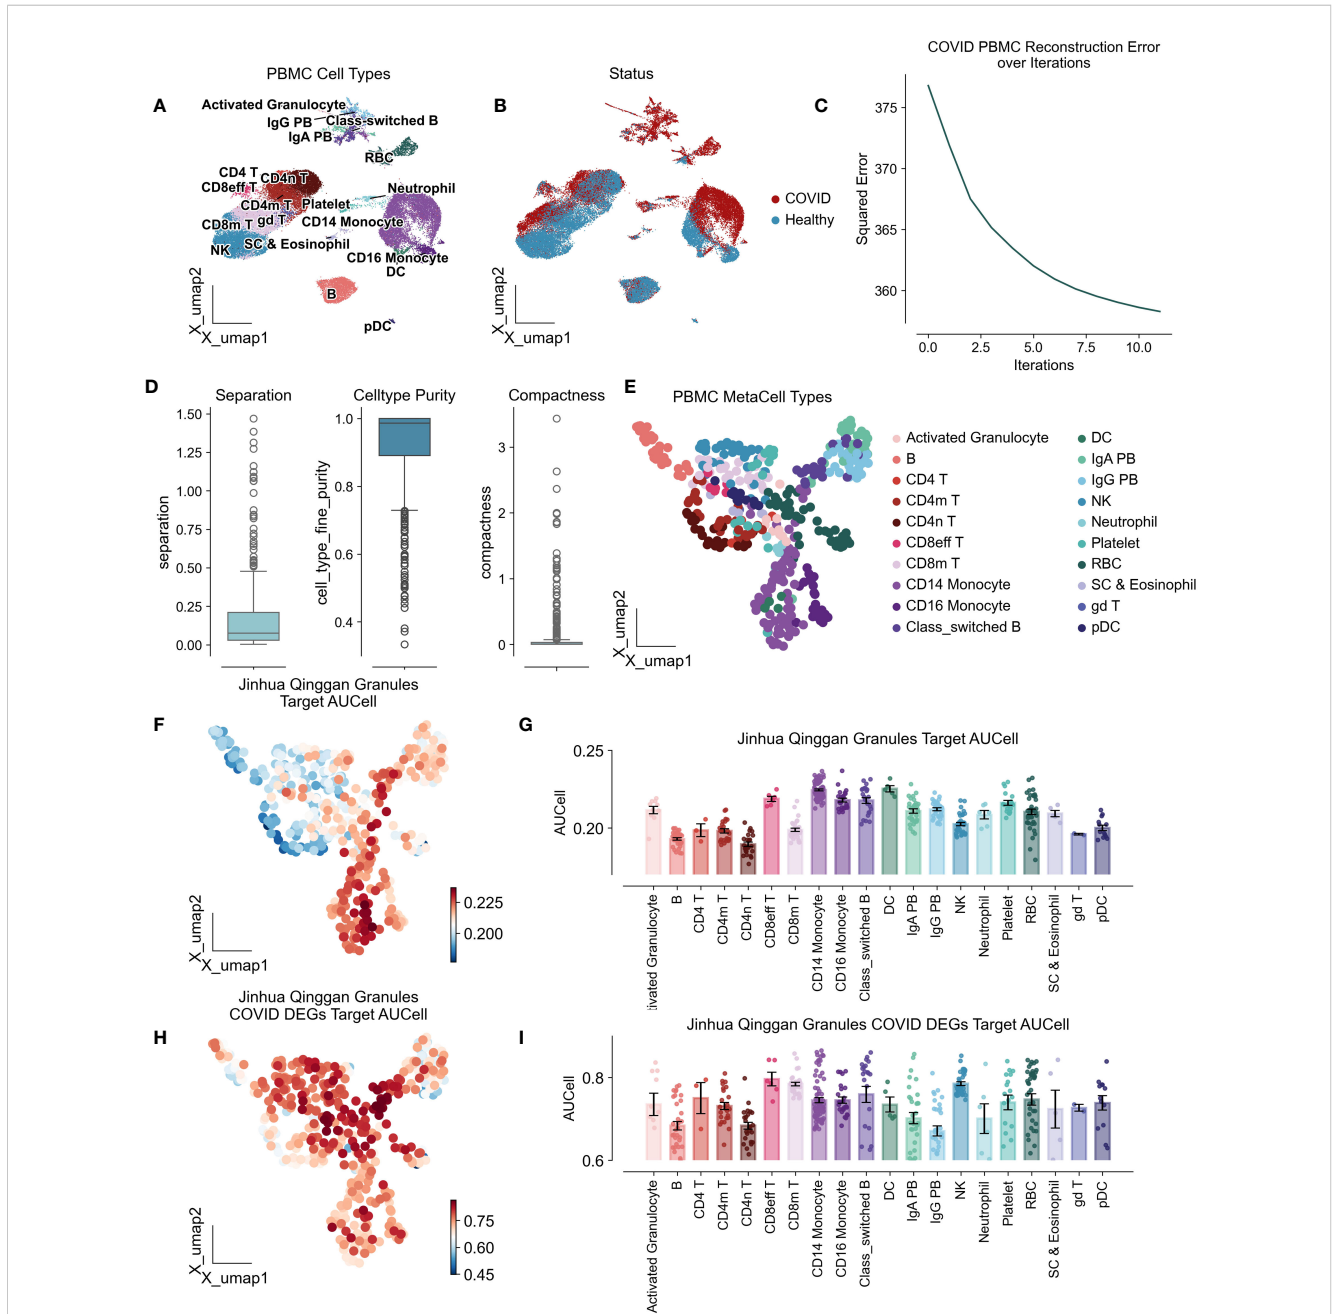 A
PBMC Cell Types
Activated Granulocyte
IgG PB
Class-switched B
IgA PB
RBC
CD4 T
CD4n T
CD8eff T
Neutrophil
CD4m T
Platelet
gd T
CD8m T
CD14 Monocyte
SC & Eosinophil
NK
CD16 Monocyte
DC
B
pDC
X_umap2
X_umap1
B
Status
COVID
Healthy
C
COVID PBMC Reconstruction Error
over Iterations
Squared Error
375
370
365
360
0.0 2.5 5.0 7.5 10.0
Iterations
D
Separation
separation
1.50
1.25
1.00
0.75
0.50
0.25
0.00
Celltype Purity
cell_type_fine_purity
1.0
0.8
0.6
0.4
Compactness
compactness
3
2
1
0
E
PBMC MetaCell Types
X_umap2
X_umap1
Activated Granulocyte
B
CD4 T
CD4m T
CD4n T
CD8eff T
CD8m T
CD14 Monocyte
CD16 Monocyte
Class_switched B
DC
IgA PB
IgG PB
NK
Neutrophil
Platelet
RBC
SC & Eosinophil
gd T
pDC
F
Jinhua Qinggan Granules
Target AUCell
X_umap2
X_umap1
0.225
0.200
G
Jinhua Qinggan Granules Target AUCell
AUCell
0.25
0.20
tivated Granulocyte
B
CD4 T
CD4m T
CD4n T
CD8eff T
CD8m T
CD14 Monocyte
CD16 Monocyte
Class_switched B
DC
IgA PB
IgG PB
NK
Neutrophil
Platelet
RBC
SC & Eosinophil
gd T
pDC
H
Jinhua Qinggan Granules
COVID DEGs Target AUCell
X_umap2
X_umap1
0.75
0.60
0.45
I
Jinhua Qinggan Granules COVID DEGs Target AUCell
AUCell
0.8
0.6
Activated Granulocyte
B
CD4 T
CD4m T
CD4n T
CD8eff T
CD8m T
CD14 Monocyte
CD16 Monocyte
Class_switched B
DC
IgA PB
IgG PB
NK
Neutrophil
Platelet
RBC
SC & Eosinophil
gd T
pDC